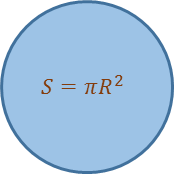 S = πR²